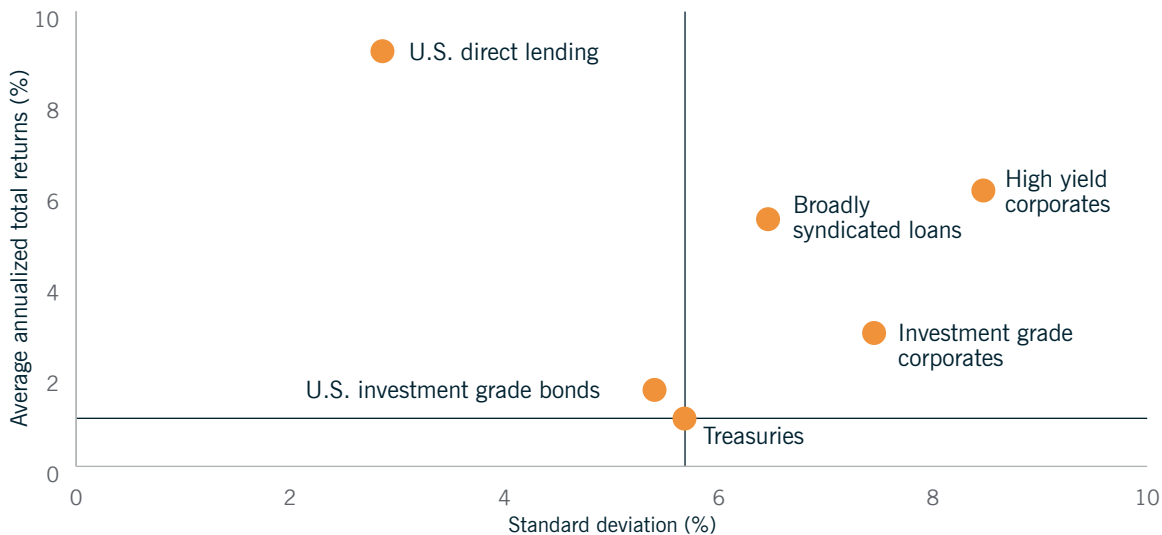 Average annualized total returns (%)
10
8
6
4
2
0
U.S. direct lending
High yield
corporates
Broadly
syndicated loans
Investment grade
corporates
U.S. investment grade bonds
Treasuries
0 2 4 6 8 10
Standard deviation (%)